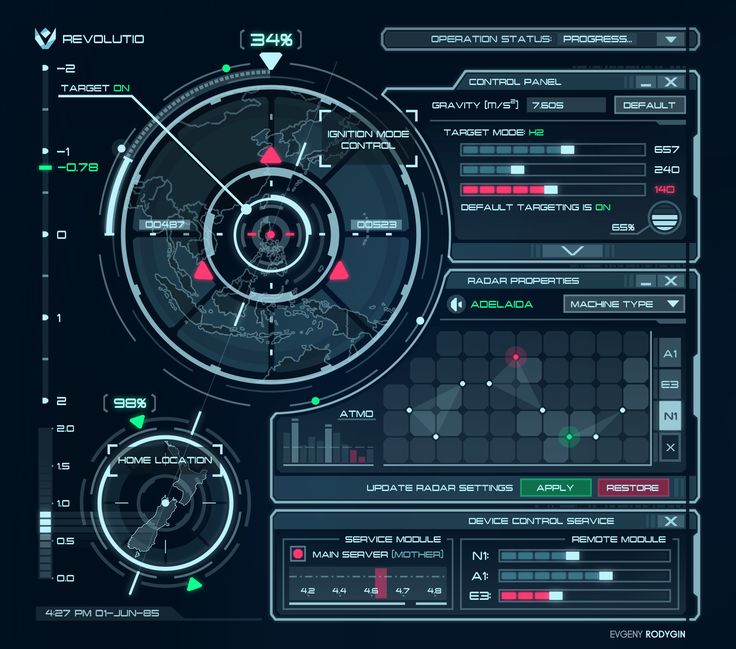 REVOLUTIO
34%
OPERATION STATUS: PROGRESS...
-2
TARGET ON
-1
-0.78
0
1
2
IGNITION MODE
CONTROL
00487
00523
CONTROL PANEL
GRAVITY [M/S²] 7.605 DEFAULT
TARGET MODE: H2
657
240
140
DEFAULT TARGETING IS ON
65%
RADAR PROPERTIES
ADELAIDA
MACHINE TYPE
A1
E3
N1
X
ATMO
UPDATE RADAR SETTINGS APPLY RESTORE
98%
HOME LOCATION
2.0
1.5
1.0
0.5
0.0
DEVICE CONTROL SERVICE
SERVICE MODULE
MAIN SERVER [MOTHER]
4.2 4.4 4.6 4.7 4.8
REMOTE MODULE
N1:
A1:
E3:
4:27 PM 01-JUN-85
EVGENY RODYGIN